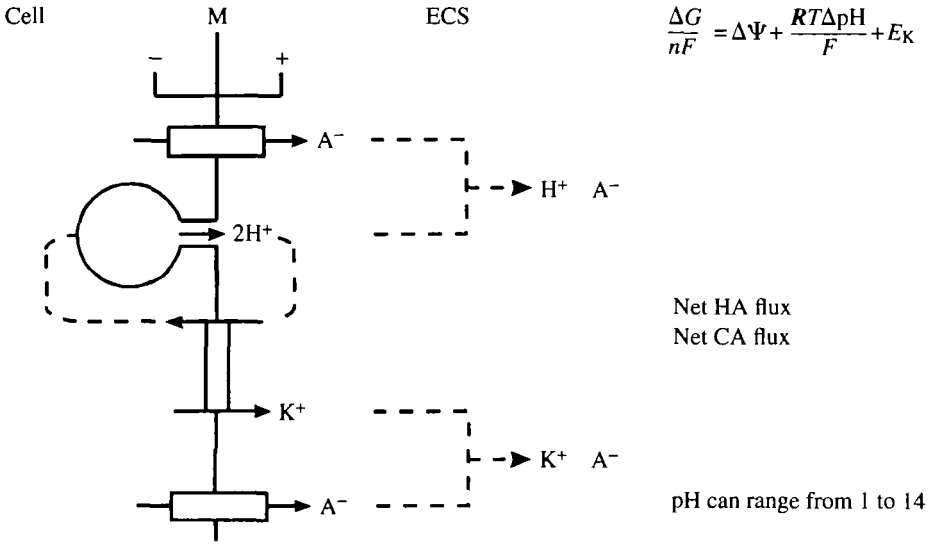 Cell M ECS
ΔG/nF = ΔΨ + RTΔpH/F + E_K
− +
A⁻
H⁺ A⁻
2H⁺
Net HA flux
Net CA flux
K⁺
K⁺ A⁻
A⁻
pH can range from 1 to 14